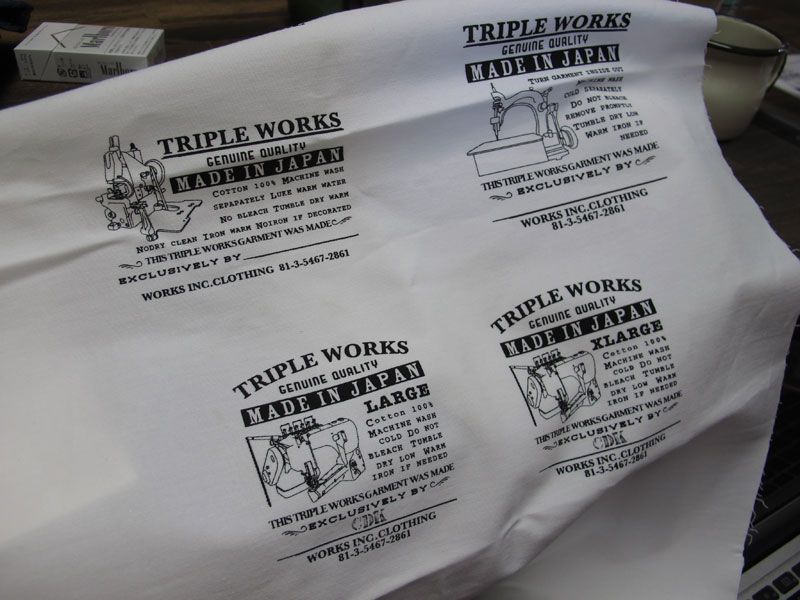 Marlboro
TRIPLE WORKS
GENUINE QUALITY
MADE IN JAPAN
COTTON 100% MACHINE WASH
SEPAPATELY LUKE WARM WATER
NO BLEACH TUMBLE DRY WARM
NODRY CLEAN IRON WARM NOIRON IF DECORATED
THIS TRIPLE WORKS GARMENT WAS MADE
EXCLUSIVELY BY
WORKS INC.CLOTHING 81-3-5467-2861
TRIPLE WORKS
GENUINE QUALITY
MADE IN JAPAN
TURN GARMENT INSIDE OUT
MACHINE WASH
COLD SEPARATELY
DO NOT BLEACH
REMOVE PROMPTLY
TUMBLE DRY LOW
WARM IRON IF
NEEDED
THIS TRIPLE WORKS GARMENT WAS MADE
EXCLUSIVELY BY
WORKS INC.CLOTHING
81-3-5467-2861
TRIPLE WORKS
GENUINE QUALITY
MADE IN JAPAN
LARGE
Cotton 100%
MACHINE WASH
COLD DO NOT
BLEACH TUMBLE
DRY LOW WARM
IRON IF NEEDED
THIS TRIPLE WORKS GARMENT WAS MADE
EXCLUSIVELY BY
CDK
WORKS INC.CLOTHING
81-3-5467-2861
TRIPLE WORKS
GENUINE QUALITY
MADE IN JAPAN
XLARGE
Cotton 100%
MACHINE WASH
COLD DO NOT
BLEACH TUMBLE
DRY LOW WARM
IRON IF NEEDED
THIS TRIPLE WORKS GARMENT WAS MADE
EXCLUSIVELY BY
CDK
WORKS INC.CLOTHING
81-3-5467-2861